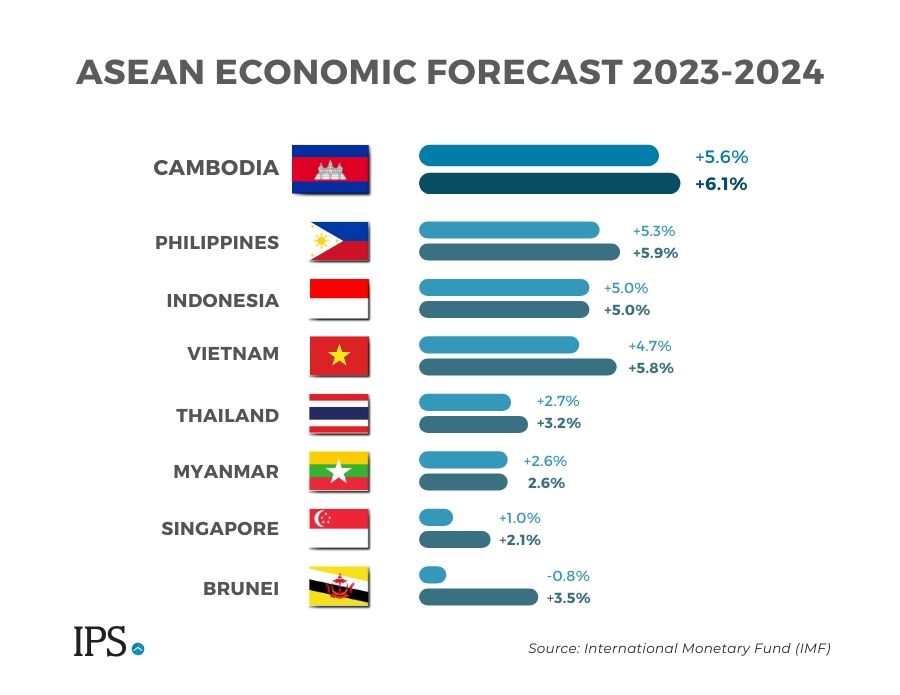 ASEAN ECONOMIC FORECAST 2023-2024
CAMBODIA
+5.6%
+6.1%
PHILIPPINES
+5.3%
+5.9%
INDONESIA
+5.0%
+5.0%
VIETNAM
+4.7%
+5.8%
THAILAND
+2.7%
+3.2%
MYANMAR
+2.6%
2.6%
SINGAPORE
+1.0%
+2.1%
BRUNEI
-0.8%
+3.5%
IPS
Source: International Monetary Fund (IMF)